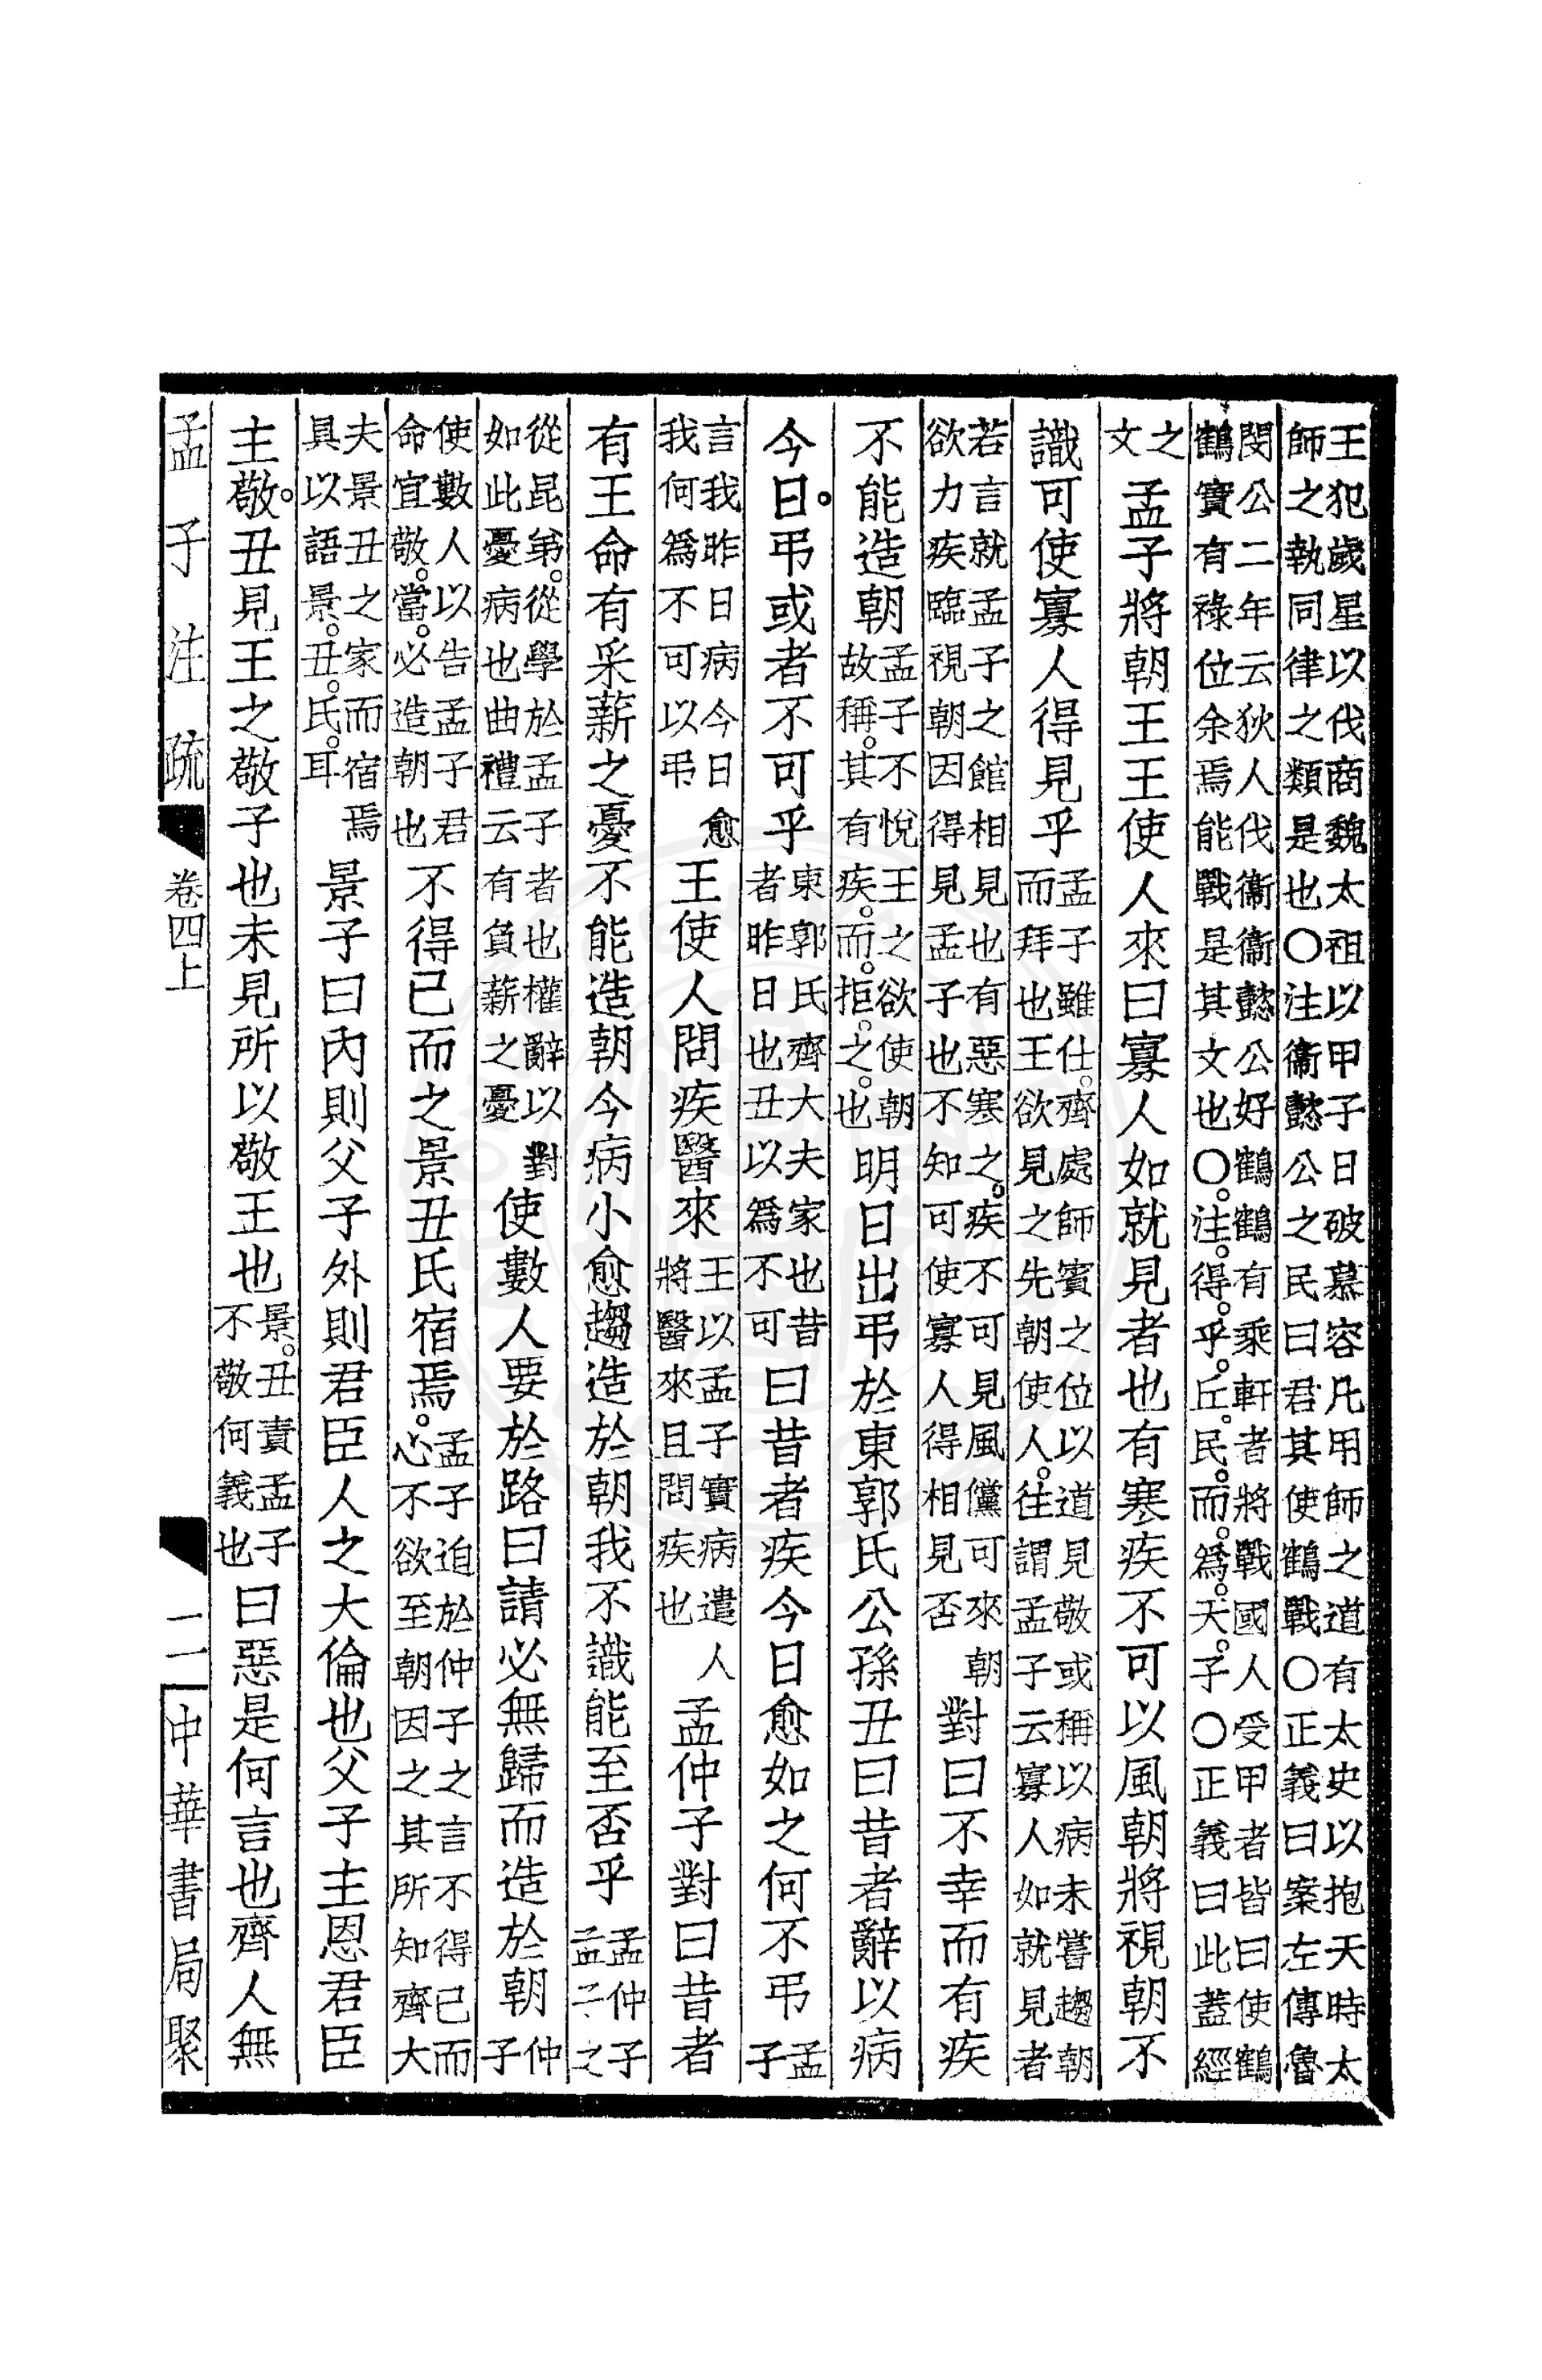 王犯歲星以伐商魏太祖以甲子日破慕容凡用師之道有太史以抱天時太
師之執同律之類是也〇注衞懿公之民曰君其使鶴戰〇正義曰案左傳魯
閔公二年云狄人伐衞衞懿公好鶴鶴有乘軒者將戰國人受甲者皆曰使鶴
鶴實有祿位余焉能戰是其文也〇注得乎丘民而爲天子〇正義曰此蓋經
之文孟子將朝王王使人來曰寡人如就見者也有寒疾不可以風朝將視朝不
識可使寡人得見乎孟子雖仕齊處師賓之位以道見敬或稱以病未嘗趨朝而拜也王欲見之先朝使人往謂孟子云寡人如就見者
若言就孟子之館相見也有惡寒之疾不可見風儻可來朝欲力疾臨視朝因得見孟子也不知可使寡人得相見否對曰不幸而有疾
不能造朝孟子不悅王之欲使朝故稱其有疾而拒之也明日出弔於東郭氏公孫丑曰昔者辭以病
今日弔或者不可乎東郭氏齊大夫家也昔者昨日也丑以爲不可曰昔者疾今日愈如之何不弔孟子
言我昨日病今日愈我何爲不可以弔王使人問疾醫來王以孟子實病遣人將醫來且問疾也孟仲子對曰昔者
有王命有采薪之憂不能造朝今病小愈趨造於朝我不識能至否乎孟仲子孟子之
從昆弟從學於孟子者也權辭以對如此憂病也曲禮云有負薪之憂使數人要於路曰請必無歸而造於朝仲子
使數人以告孟子君命宜敬當必造朝也不得已而之景丑氏宿焉孟子迫於仲子之言不得已而心不欲至朝因之其所知齊大
夫景丑之家而宿焉具以語景丑氏耳景子曰內則父子外則君臣人之大倫也父子主恩君臣
主敬丑見王之敬子也未見所以敬王也景丑責孟子不敬何義也曰惡是何言也齊人無
孟子注疏 卷四上 二 中華書局聚